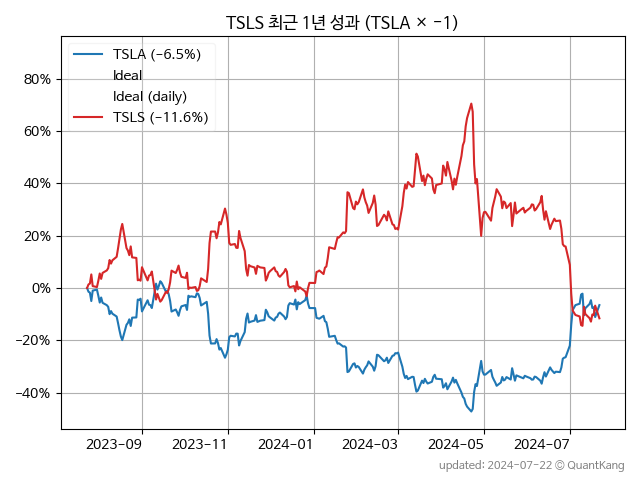 TSLS 최근 1년 성과 (TSLA × −1)
TSLA (−6.5%)
Ideal
Ideal (daily)
TSLS (−11.6%)
80%
60%
40%
20%
0%
−20%
−40%
2023−09
2023−11
2024−01
2024−03
2024−05
2024−07
updated: 2024-07-22 © QuantKang